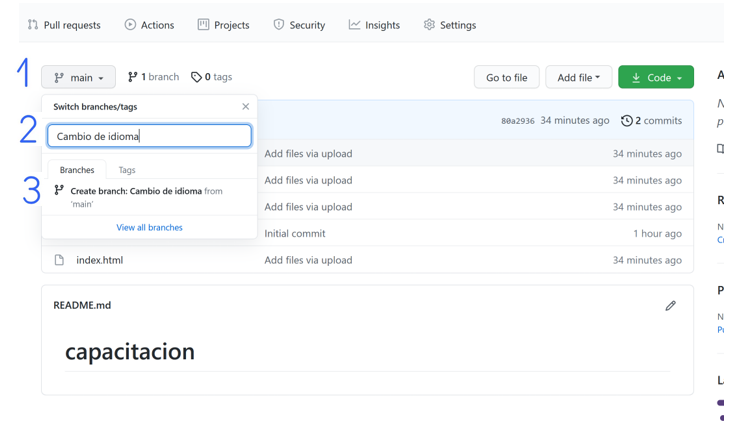 Pull requests Actions Projects Security Insights Settings
1 main 1 branch 0 tags Go to file Add file Code
Switch branches/tags
80a2936 34 minutes ago 2 commits
2 Cambio de idioma
Add files via upload 34 minutes ago
Branches Tags
Add files via upload 34 minutes ago
3 Create branch: Cambio de idioma from
'main'
Add files via upload 34 minutes ago
View all branches
Initial commit 1 hour ago
index.html Add files via upload 34 minutes ago
README.md
capacitacion